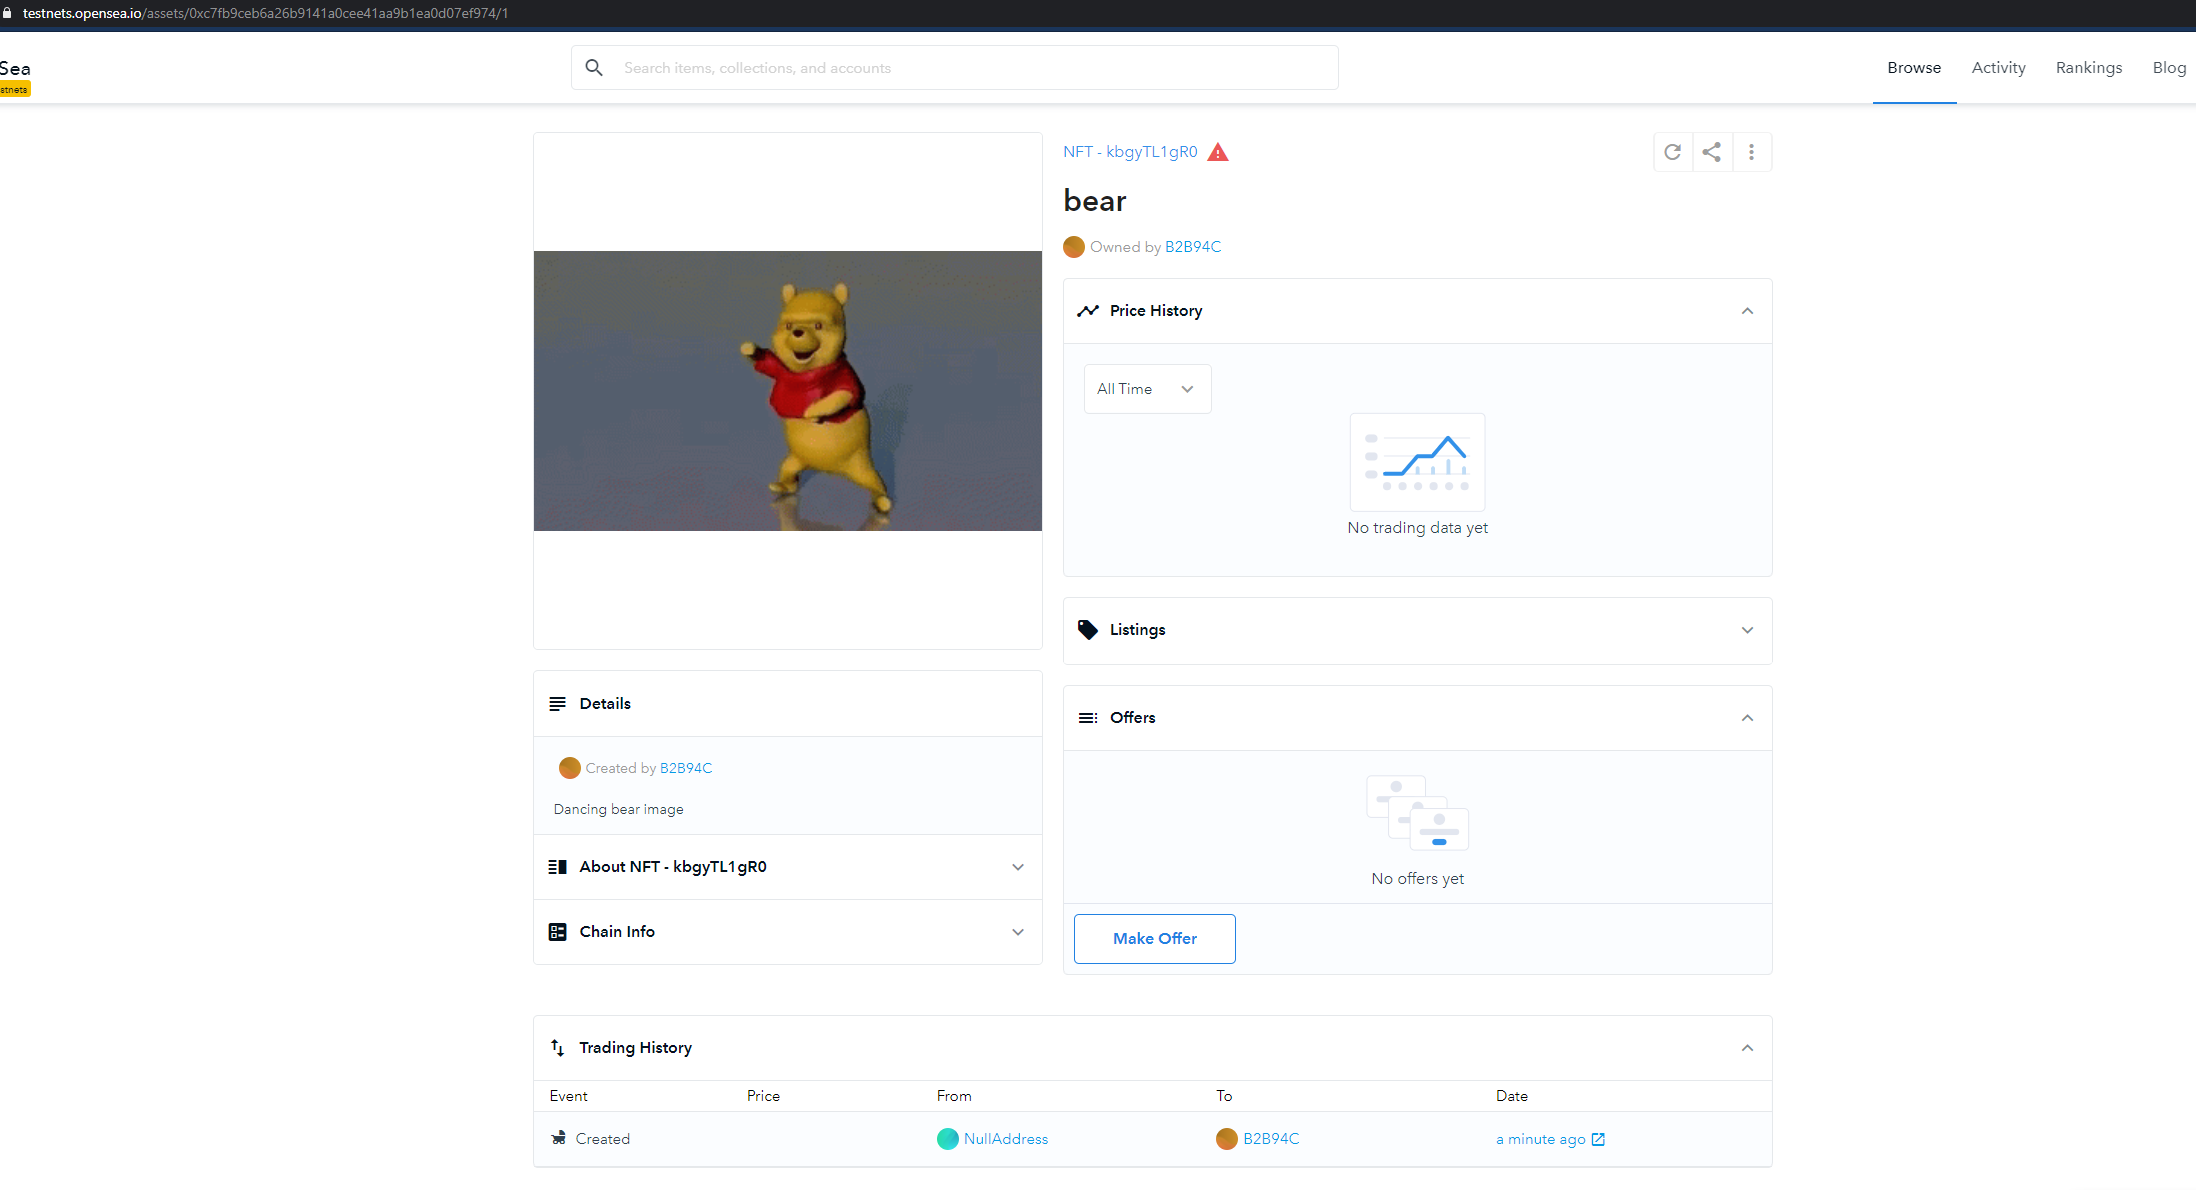 testnets.opensea.io/assets/0xc7fb9ceb6a26b9141a0cee41aa9b1ea0d07ef974/1
Sea
stnets
Search items, collections, and accounts
Browse
Activity
Rankings
Blog
NFT - kbgyTL1gR0
bear
Owned by B2B94C
Price History
All Time
No trading data yet
Listings
Offers
No offers yet
Make Offer
Details
Created by B2B94C
Dancing bear image
About NFT - kbgyTL1gR0
Chain Info
Trading History
Event Price From To Date
Created NullAddress B2B94C a minute ago